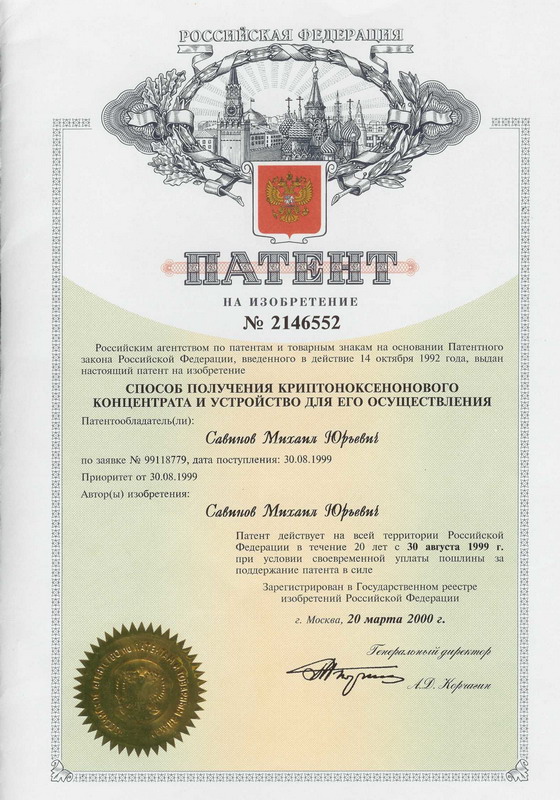 РОССИЙСКАЯ ФЕДЕРАЦИЯ
ПАТЕНТ
НА ИЗОБРЕТЕНИЕ
№ 2146552
Российским агентством по патентам и товарным знакам на основании Патентного
закона Российской Федерации, введенного в действие 14 октября 1992 года, выдан
настоящий патент на изобретение
СПОСОБ ПОЛУЧЕНИЯ КРИПТОНОКСЕНОНОВОГО
КОНЦЕНТРАТА И УСТРОЙСТВО ДЛЯ ЕГО ОСУЩЕСТВЛЕНИЯ
Патентообладатель(ли):
Савинов Михаил Юрьевич
по заявке № 99118779, дата поступления: 30.08.1999
Приоритет от 30.08.1999
Автор(ы) изобретения:
Савинов Михаил Юрьевич
Патент действует на всей территории Российской
Федерации в течение 20 лет с 30 августа 1999 г.
при условии своевременной уплаты пошлины за
поддержание патента в силе
Зарегистрирован в Государственном реестре
изобретений Российской Федерации
г. Москва, 20 марта 2000 г.
Генеральный директор
А.Д. Корчагин